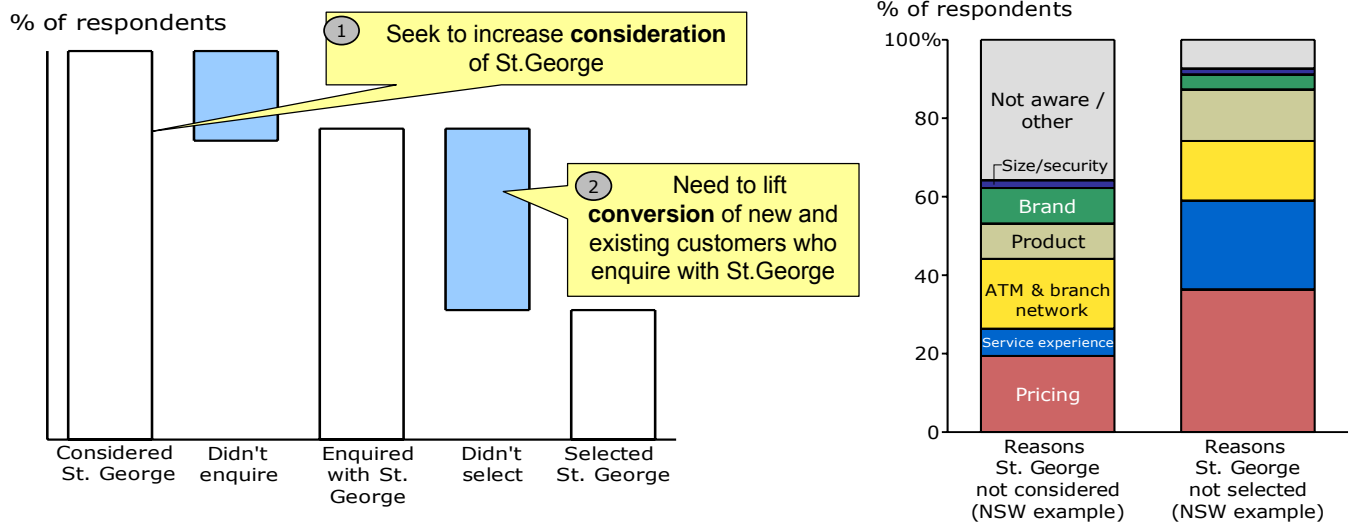 % of respondents
1
Seek to increase consideration
of St.George
2
Need to lift
conversion of new and
existing customers who
enquire with St.George
Considered
St. George
Didn't
enquire
Enquired
with St.
George
Didn't
select
Selected
St. George
% of respondents
100%
80
60
40
20
0
Not aware /
other
Size/security
Brand
Product
ATM & branch
network
Service experience
Pricing
Reasons
St. George
not considered
(NSW example)
Reasons
St. George
not selected
(NSW example)